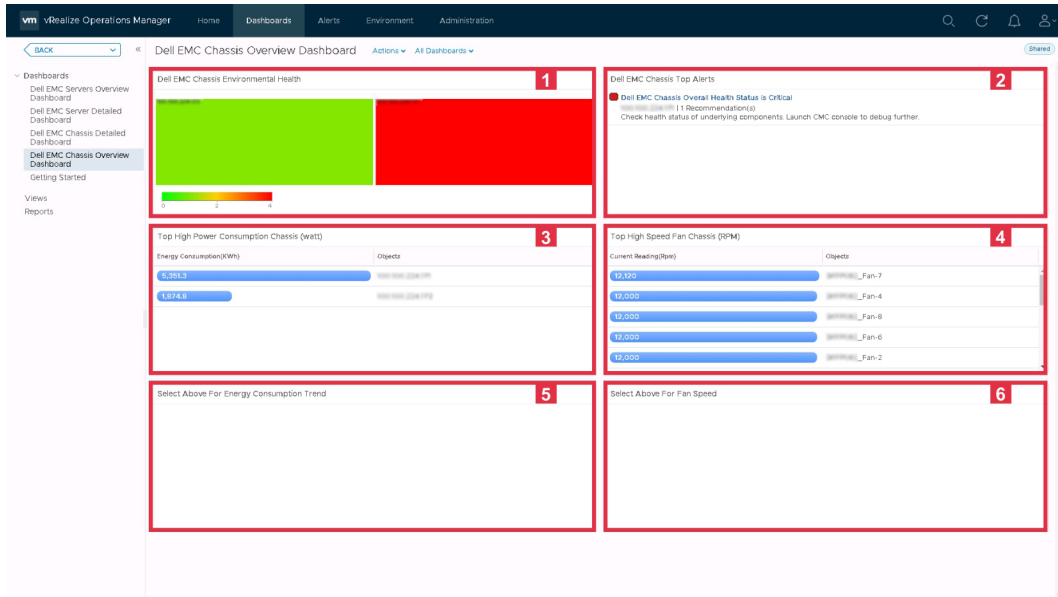 vm vRealize Operations Manager Home Dashboards Alerts Environment Administration
BACK
Dell EMC Chassis Overview Dashboard Actions All Dashboards Shared
Dashboards
Dell EMC Servers Overview
Dashboard
Dell EMC Server Detailed
Dashboard
Dell EMC Chassis Detailed
Dashboard
Dell EMC Chassis Overview
Dashboard
Getting Started
Views
Reports
Dell EMC Chassis Environmental Health 1
0 2 4
Dell EMC Chassis Top Alerts 2
Dell EMC Chassis Overall Health Status is Critical
| 1 Recommendation(s)
Check health status of underlying components. Launch CMC console to debug further.
Top High Power Consumption Chassis (watt) 3
Energy Consumption(KWh) Objects
5,351.3
1,874.8
Top High Speed Fan Chassis (RPM) 4
Current Reading(Rpm) Objects
12,120 _Fan-7
12,000 _Fan-4
12,000 _Fan-8
12,000 _Fan-6
12,000 _Fan-2
Select Above For Energy Consumption Trend 5
Select Above For Fan Speed 6